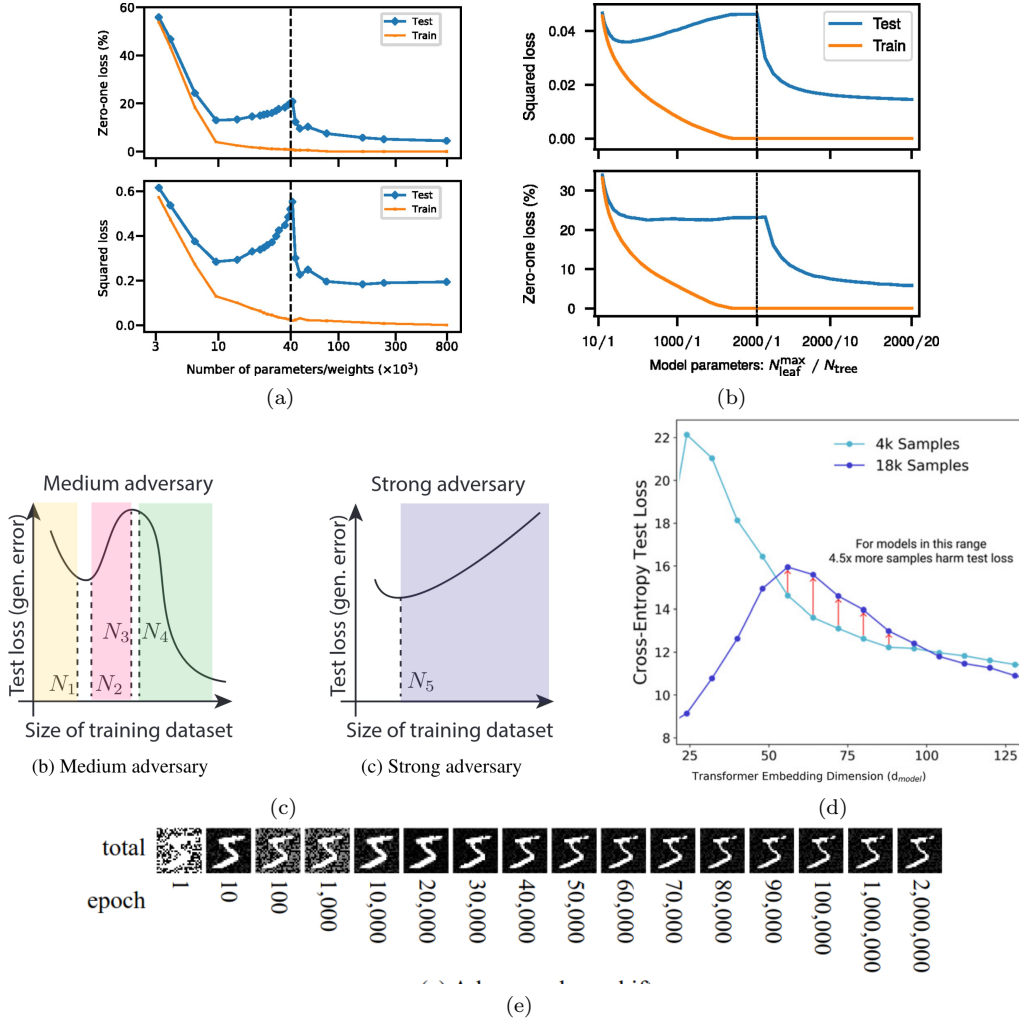 60
40
20
0
Zero-one loss (%)
Test
Train
0.6
0.4
0.2
0.0
Squared loss
Test
Train
3 10 40 100 400 800
Number of parameters/weights (×10³)
(a)
0.04
0.02
0.00
Squared loss
Test
Train
30
20
10
0
Zero-one loss (%)
10/1 1000/1 2000/1 2000/10 2000/20
Model parameters: N_leaf^max / N_tree
(b)
Medium adversary
Test loss (gen. error)
N₁ N₂ N₃ N₄
Size of training dataset
(b) Medium adversary
Strong adversary
Test loss (gen. error)
N₅
Size of training dataset
(c) Strong adversary
(c)
22
20
18
16
14
12
10
8
Cross-Entropy Test Loss
4k Samples
18k Samples
For models in this range
4.5x more samples harm test loss
25 50 75 100 125
Transformer Embedding Dimension (d_model)
(d)
total
epoch
1 10 100 1,000 10,000 20,000 30,000 40,000 50,000 60,000 70,000 80,000 90,000 100,000 1,000,000 2,000,000
(e)